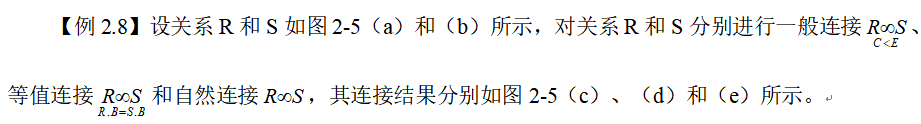 【例 2.8】设关系 R 和 S 如图 2-5（a）和（b）所示，对关系 R 和 S 分别进行一般连接 R∞S、
C<E
等值连接 R∞S 和自然连接 R∞S，其连接结果分别如图 2-5（c）、（d）和（e）所示。
R.B=S.B